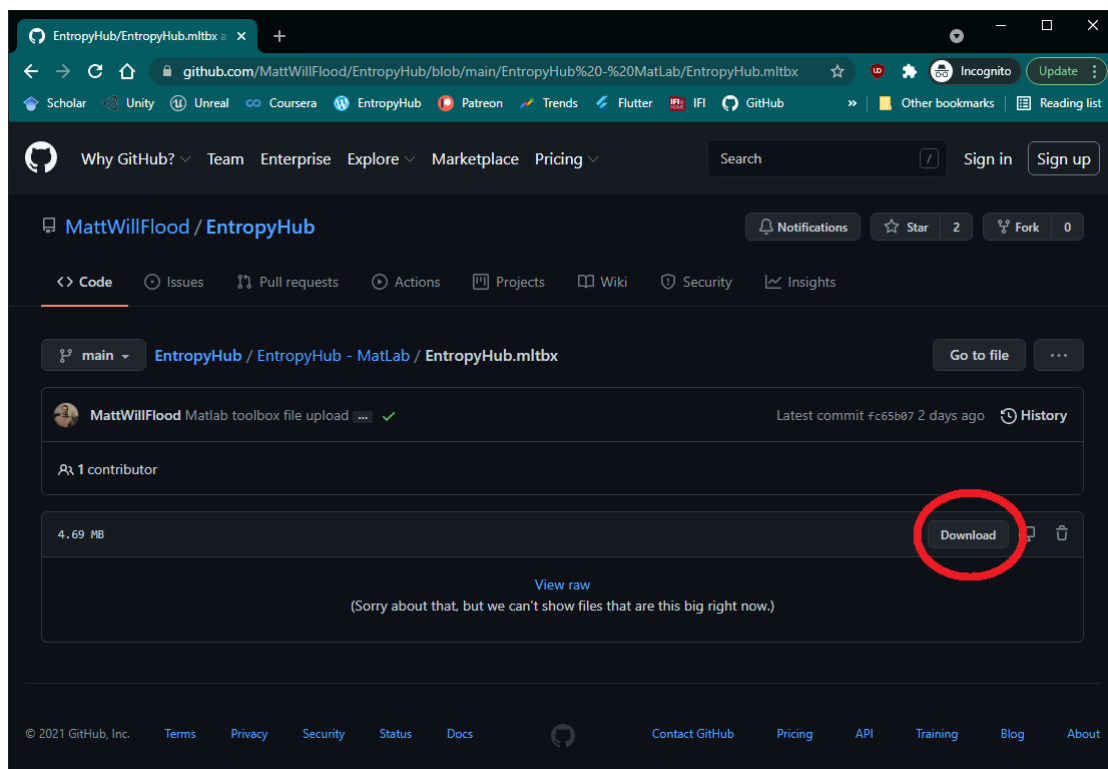 EntropyHub/EntropyHub.mltbx a
github.com/MattWillFlood/EntropyHub/blob/main/EntropyHub%20-%20MatLab/EntropyHub.mltbx Incognito Update
Scholar Unity Unreal Coursera EntropyHub Patreon Trends Flutter IFI GitHub » Other bookmarks Reading list
Why GitHub? Team Enterprise Explore Marketplace Pricing Search / Sign in Sign up
MattWillFlood / EntropyHub Notifications Star 2 Fork 0
<> Code Issues Pull requests Actions Projects Wiki Security Insights
main EntropyHub / EntropyHub - MatLab / EntropyHub.mltbx Go to file ...
MattWillFlood Matlab toolbox file upload ... Latest commit fc65b07 2 days ago History
1 contributor
4.69 MB Download
View raw
(Sorry about that, but we can't show files that are this big right now.)
© 2021 GitHub, Inc. Terms Privacy Security Status Docs Contact GitHub Pricing API Training Blog About